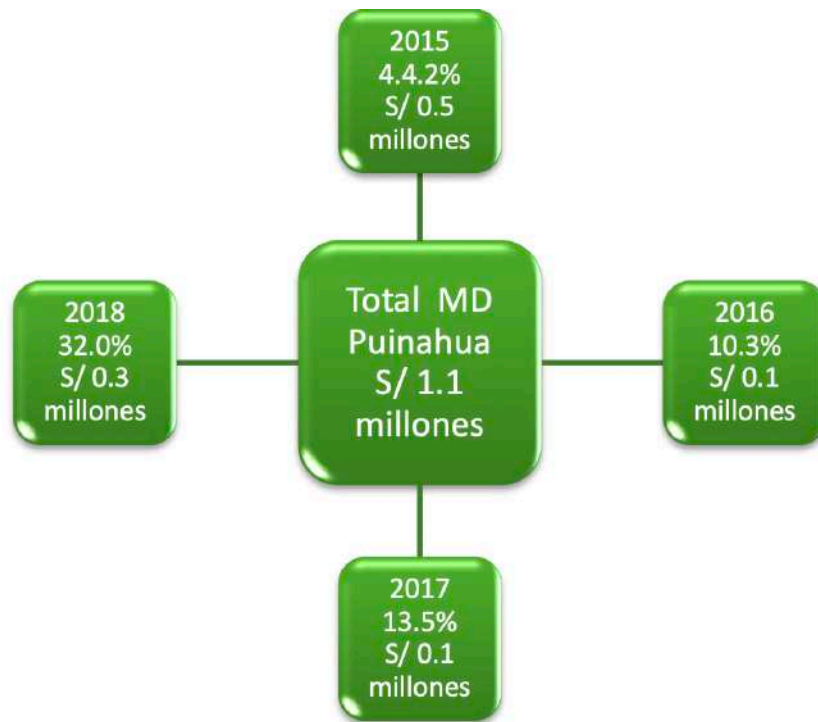 2015
4.4.2%
S/ 0.5
millones
Total MD
Puinahua
S/ 1.1
millones
2018
32.0%
S/ 0.3
millones
2016
10.3%
S/ 0.1
millones
2017
13.5%
S/ 0.1
millones